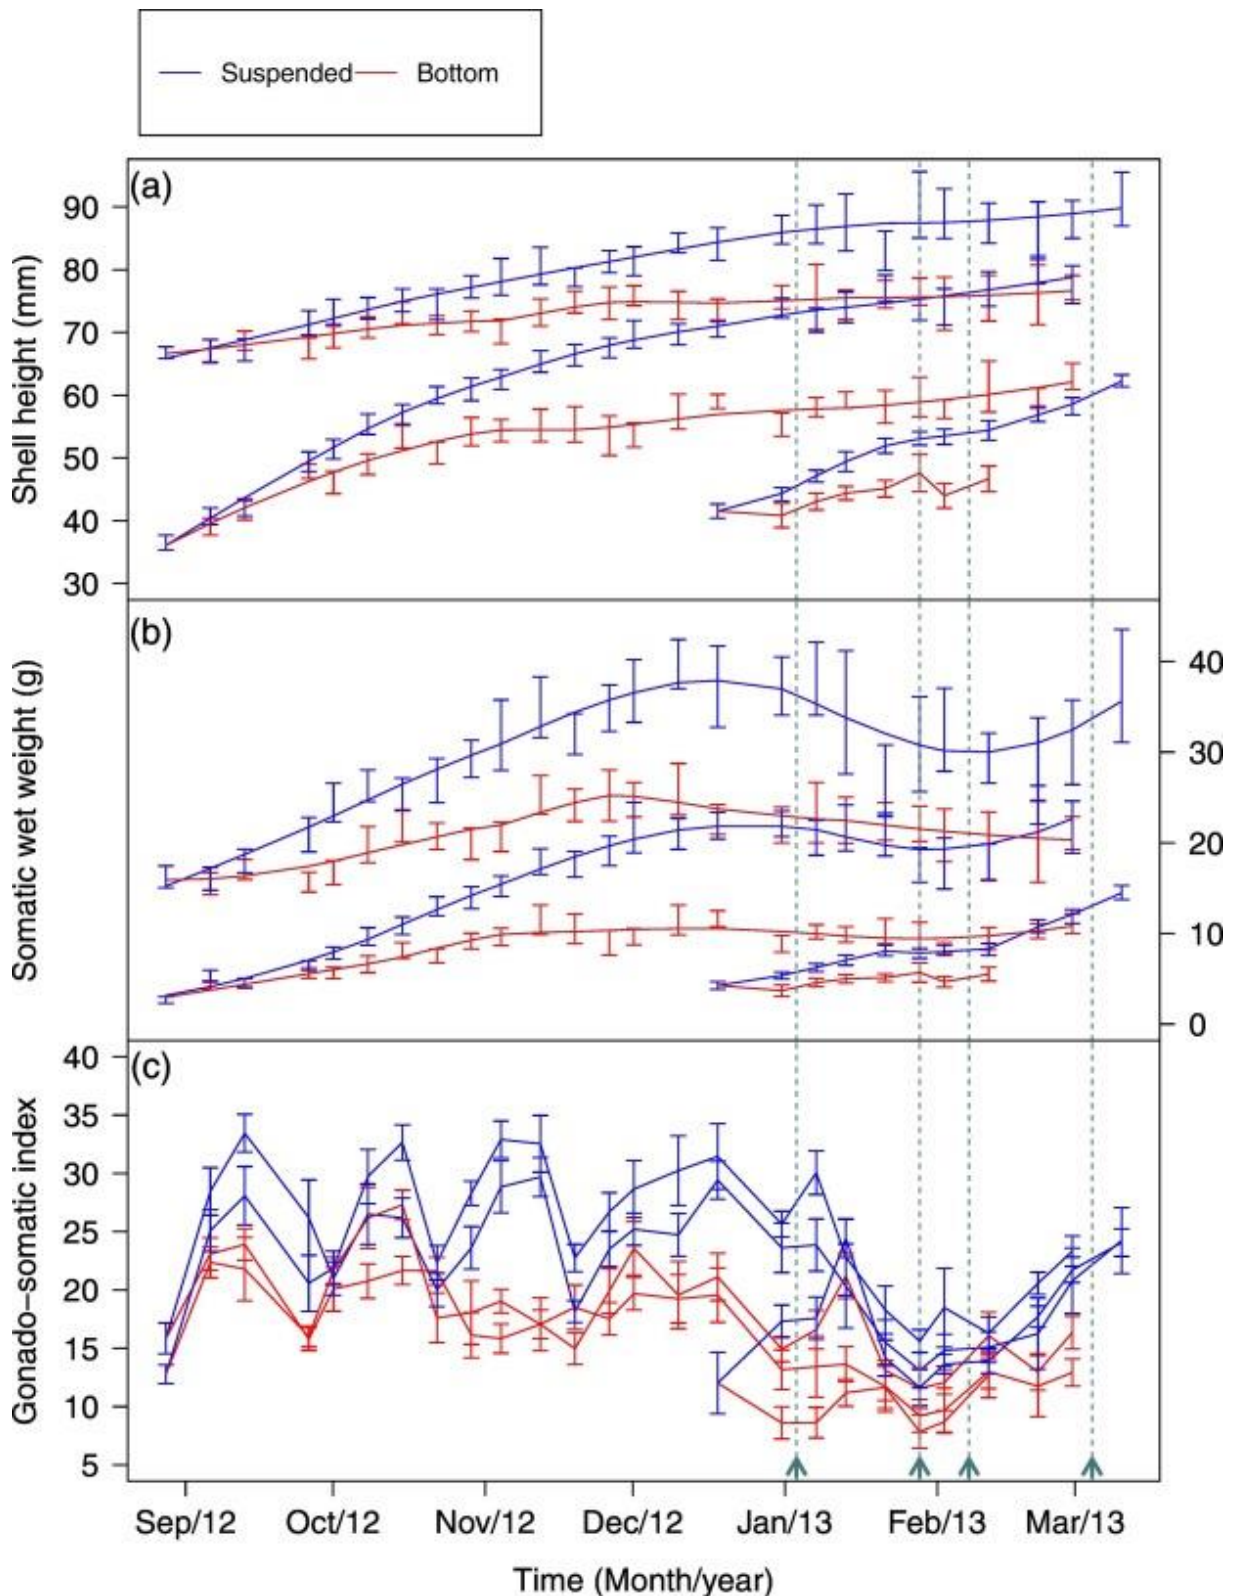 Suspended Bottom
(a)
90
80
70
60
50
40
30
Shell height (mm)
(b)
40
30
20
10
0
Somatic wet weight (g)
(c)
40
35
30
25
20
15
10
5
Gonado-somatic index
Sep/12 Oct/12 Nov/12 Dec/12 Jan/13 Feb/13 Mar/13
Time (Month/year)